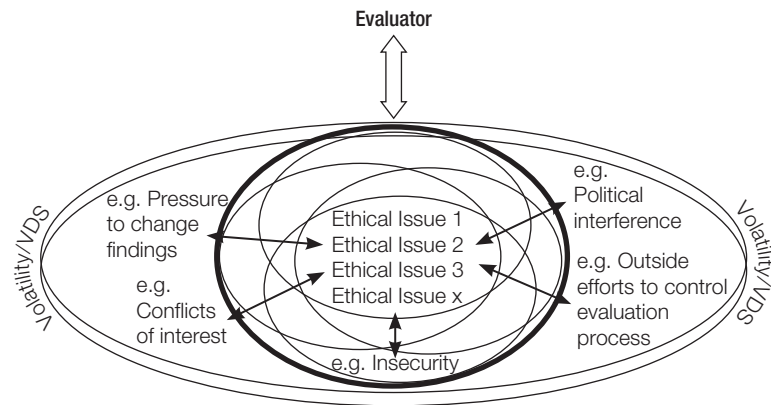 Evaluator
Volatility/VDS
e.g. Pressure
to change
findings
e.g.
Conflicts
of interest
Ethical Issue 1
Ethical Issue 2
Ethical Issue 3
Ethical Issue x
e.g. Insecurity
e.g.
Political
interference
e.g. Outside
efforts to control
evaluation
process
Volatility/VDS